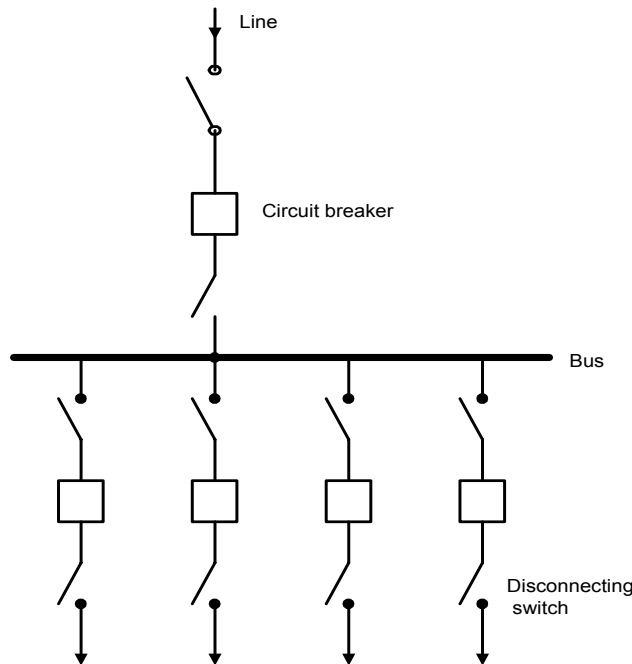 Line
Circuit breaker
Bus
Disconnecting
switch